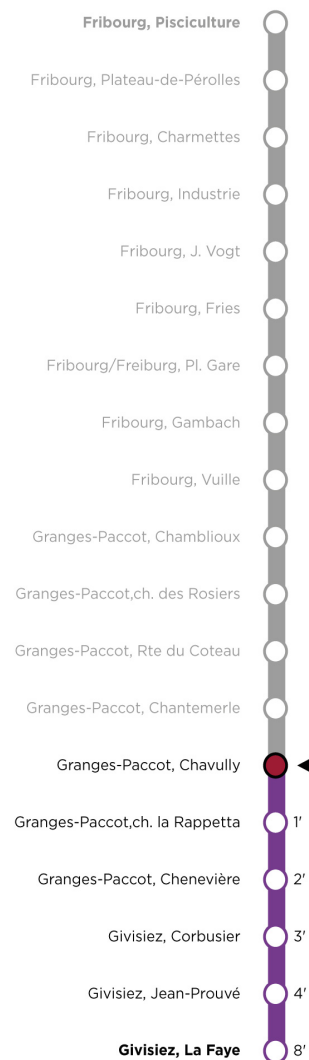 Fribourg, Pisciculture
Fribourg, Plateau-de-Pérolles
Fribourg, Charmettes
Fribourg, Industrie
Fribourg, J. Vogt
Fribourg, Fries
Fribourg/Freiburg, Pl. Gare
Fribourg, Gambach
Fribourg, Vuille
Granges-Paccot, Chamblioux
Granges-Paccot,ch. des Rosiers
Granges-Paccot, Rte du Coteau
Granges-Paccot, Chantemerle
Granges-Paccot, Chavully
Granges-Paccot,ch. la Rappetta 1'
Granges-Paccot, Chenevière 2'
Givisiez, Corbusier 3'
Givisiez, Jean-Prouvé 4'
Givisiez, La Faye 8'